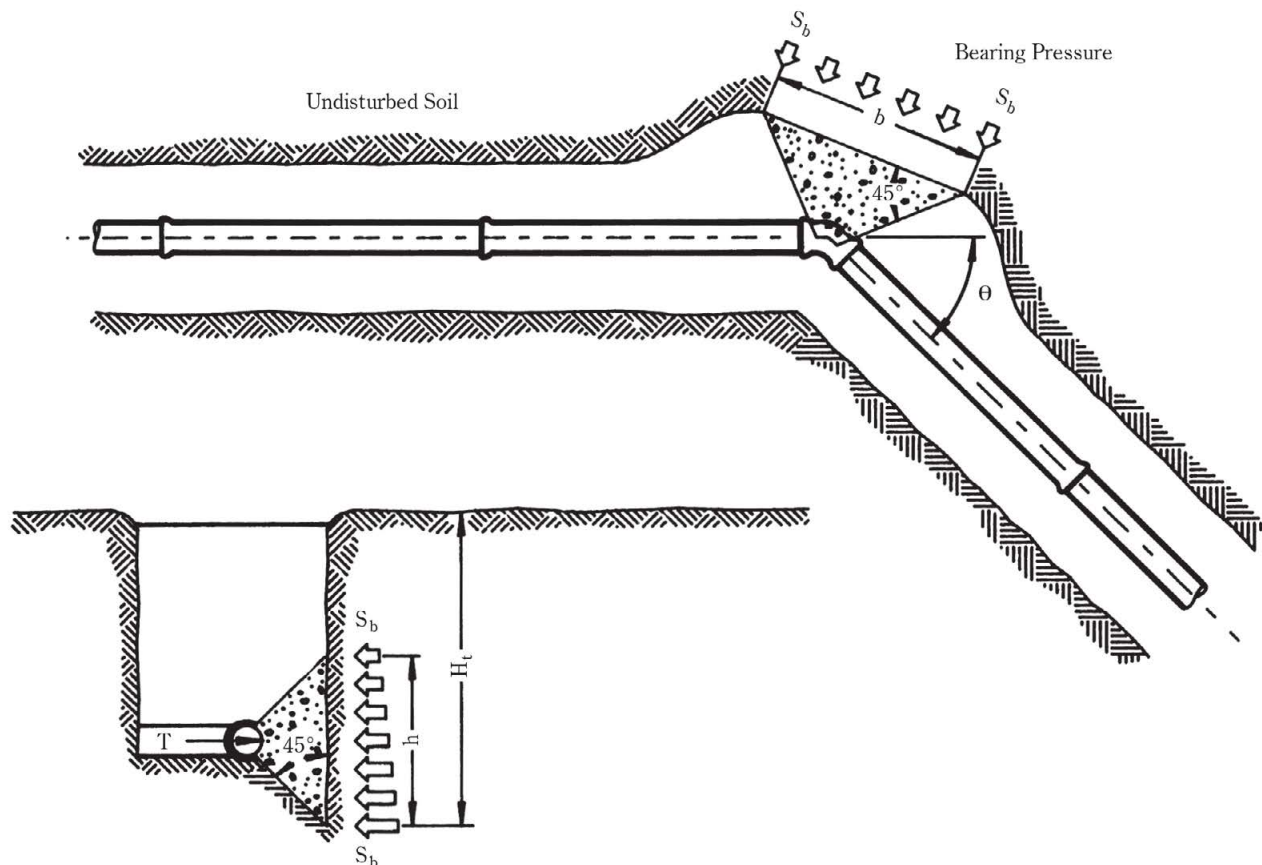 S_b
Bearing Pressure
Undisturbed Soil
S_b
b
45°
θ
S_b
H_t
h
T
45°
S_b